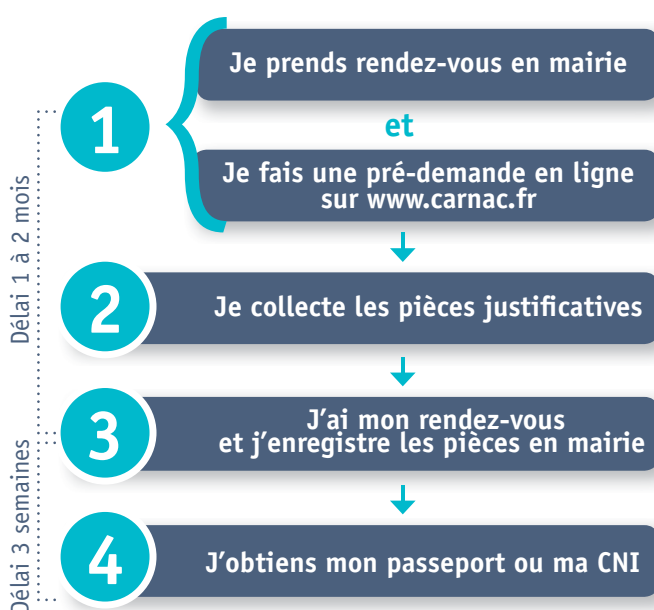 1
Je prends rendez-vous en mairie
et
Je fais une pré-demande en ligne
sur www.carnac.fr
Délai 1 à 2 mois
2
Je collecte les pièces justificatives
3
J'ai mon rendez-vous
et j'enregistre les pièces en mairie
Délai 3 semaines
4
J'obtiens mon passeport ou ma CNI